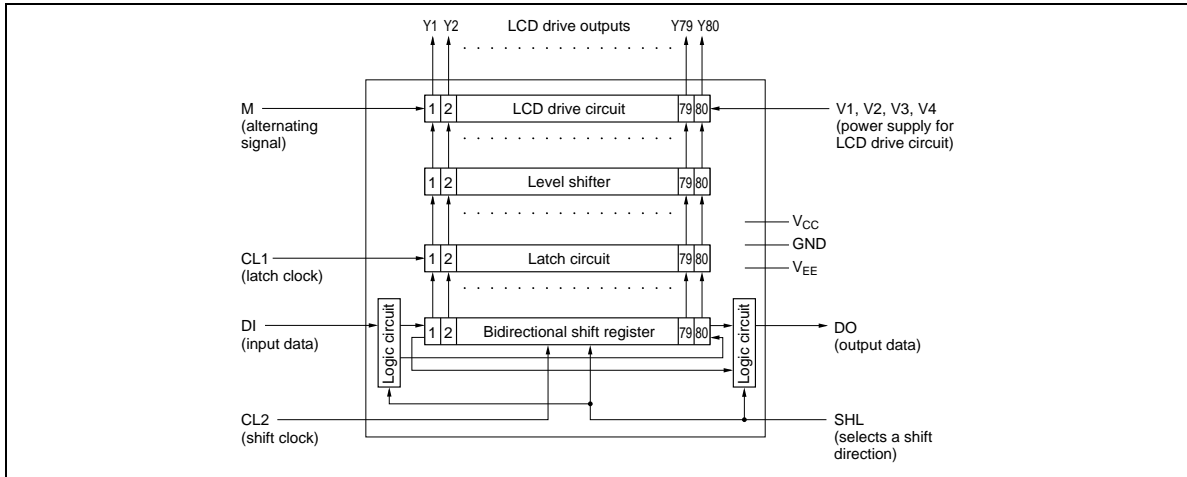 Y1 Y2 LCD drive outputs Y79 Y80
M
(alternating
signal)
1 2 LCD drive circuit 79 80
V1, V2, V3, V4
(power supply for
LCD drive circuit)
1 2 Level shifter 79 80
VCC
GND
VEE
CL1
(latch clock)
1 2 Latch circuit 79 80
DI
(input data)
Logic circuit
1 2 Bidirectional shift register 79 80
Logic circuit
DO
(output data)
CL2
(shift clock)
SHL
(selects a shift
direction)